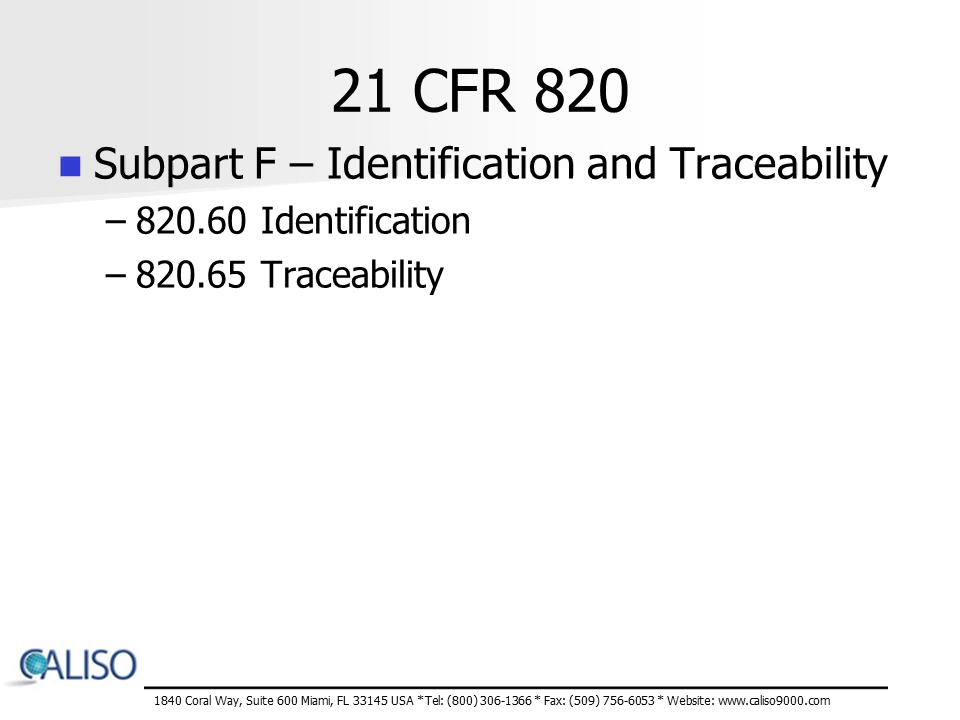 21 CFR 820
Subpart F – Identification and Traceability
–820.60 Identification
–820.65 Traceability
CALISO
1840 Coral Way, Suite 600 Miami, FL 33145 USA *Tel: (800) 306-1366 * Fax: (509) 756-6053 * Website: www.caliso9000.com